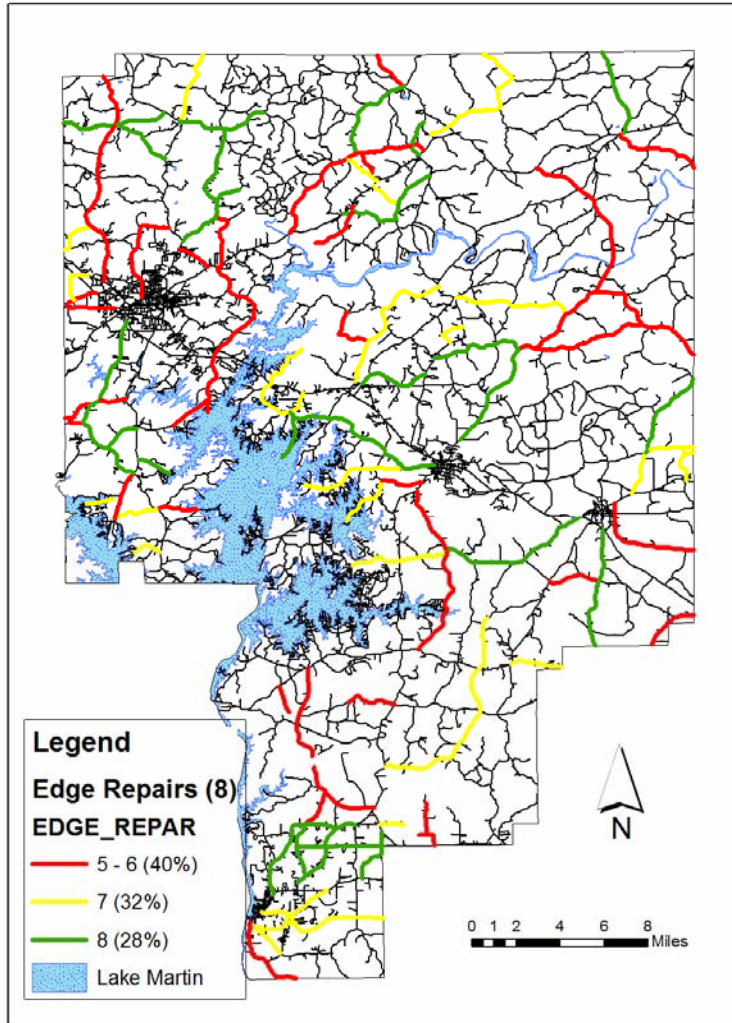 Legend
Edge Repairs (8)
EDGE_REPAR
5 - 6 (40%)
7 (32%)
8 (28%)
Lake Martin
N
0 1 2 4 6 8
Miles